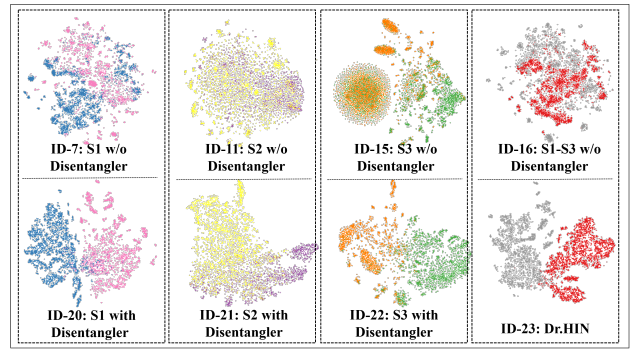 ID-7: S1 w/o
Disentangler
ID-11: S2 w/o
Disentangler
ID-15: S3 w/o
Disentangler
ID-16: S1-S3 w/o
Disentangler
ID-20: S1 with
Disentangler
ID-21: S2 with
Disentangler
ID-22: S3 with
Disentangler
ID-23: Dr.HIN